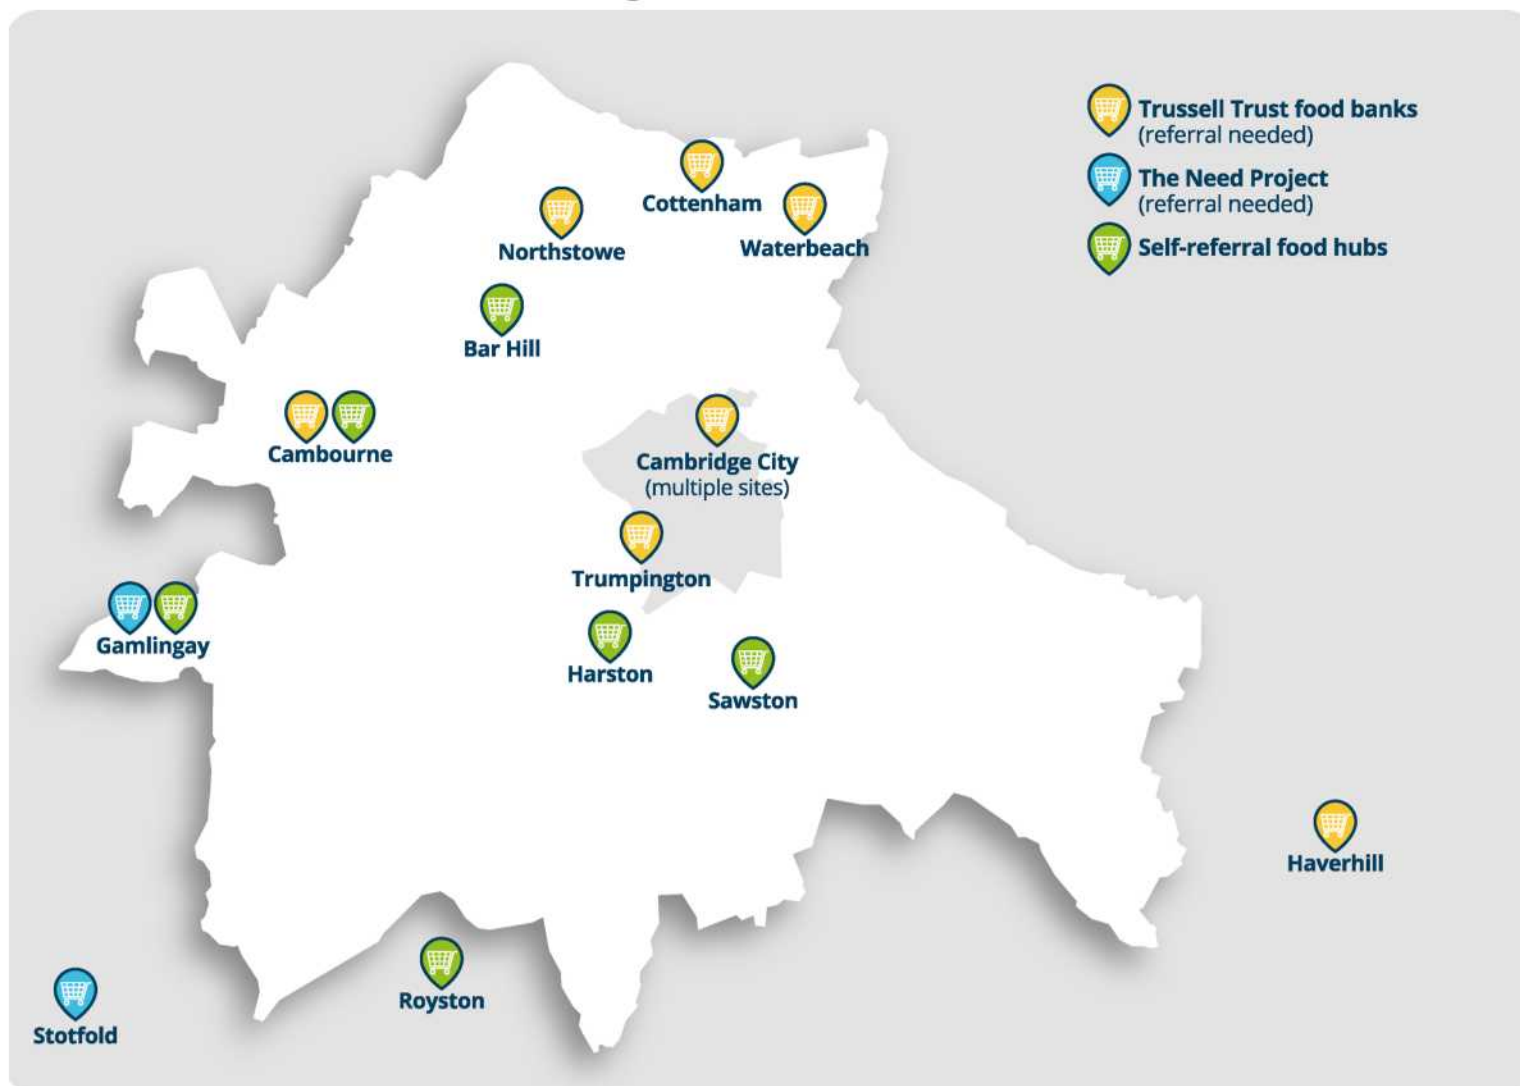 Trussell Trust food banks
(referral needed)
The Need Project
(referral needed)
Self-referral food hubs
Cottenham
Northstowe
Waterbeach
Bar Hill
Cambourne
Cambridge City
(multiple sites)
Trumpington
Gamlingay
Harston
Sawston
Haverhill
Royston
Stotfold